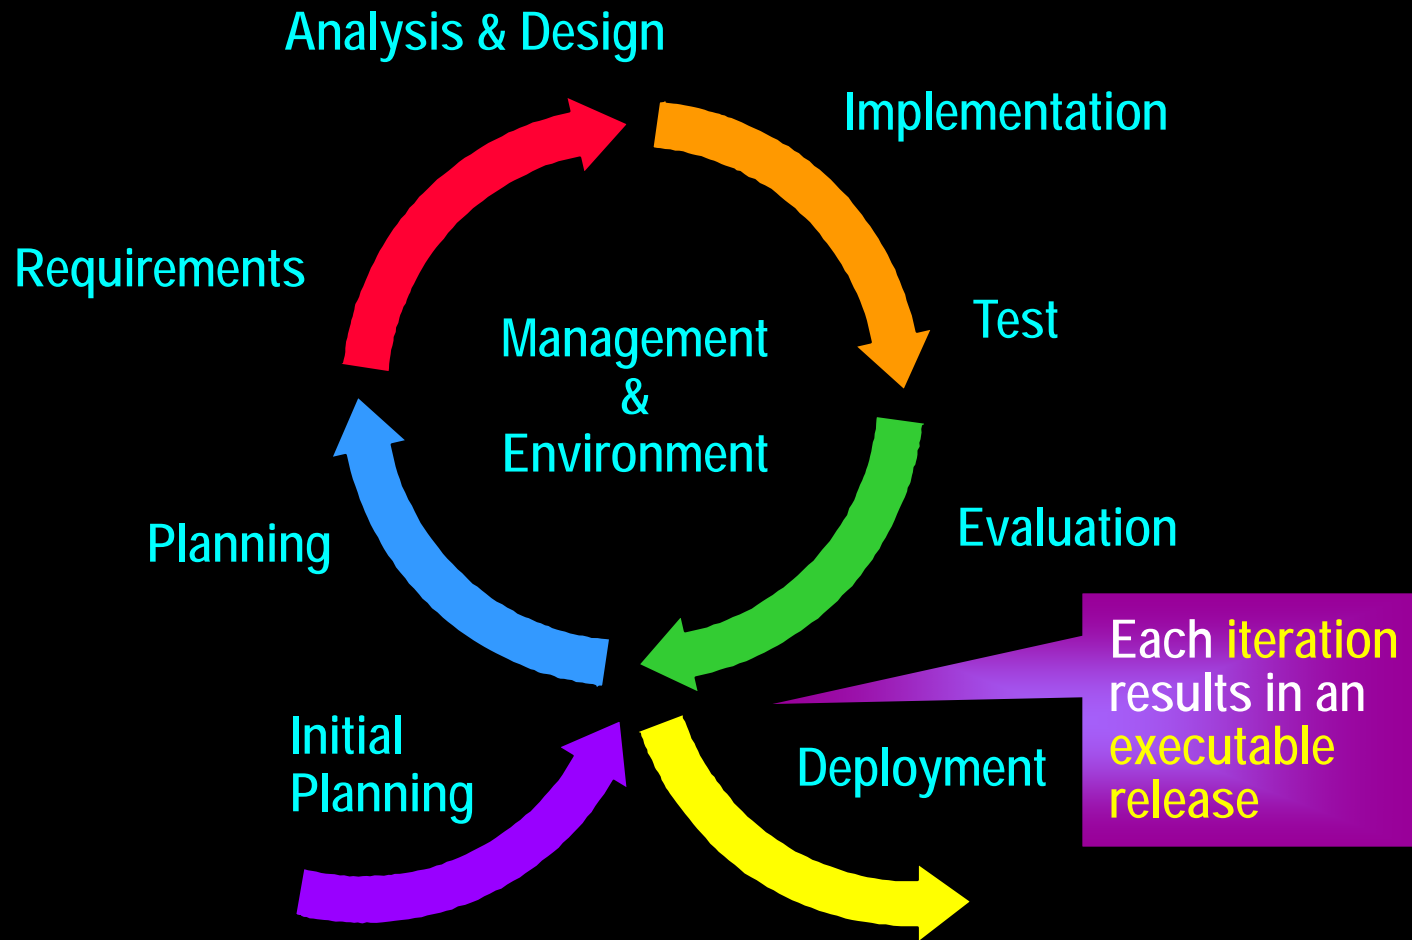 Analysis & Design
Implementation
Requirements
Test
Management
&
Environment
Planning
Evaluation
Each iteration
results in an
executable
release
Initial
Planning
Deployment